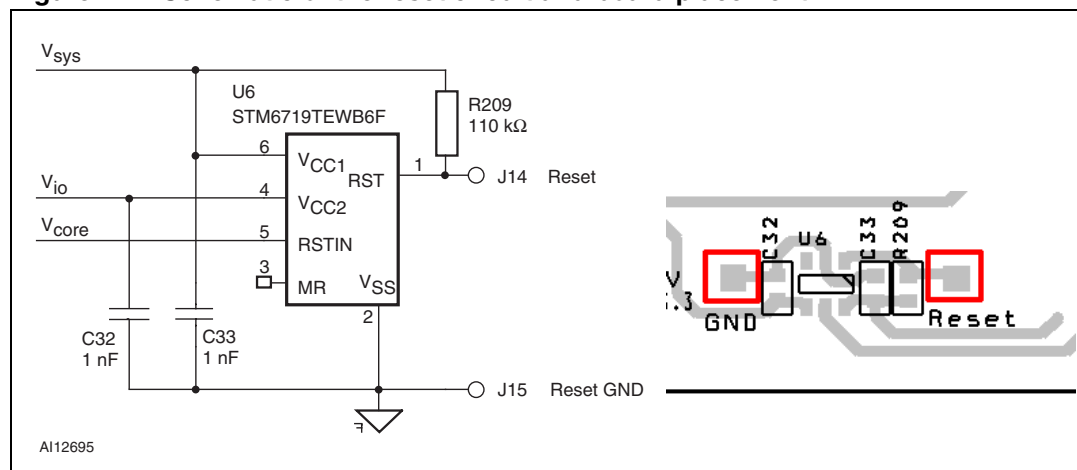 Vsys
U6
STM6719TEWB6F
R209
110 kΩ
6
VCC1
RST
1
J14 Reset
Vio
4
VCC2
Vcore
5
RSTIN
3
MR
VSS
2
C32
1 nF
C33
1 nF
J15 Reset GND
AI12695
C32
U6
C33
R209
V
.3
GND
Reset